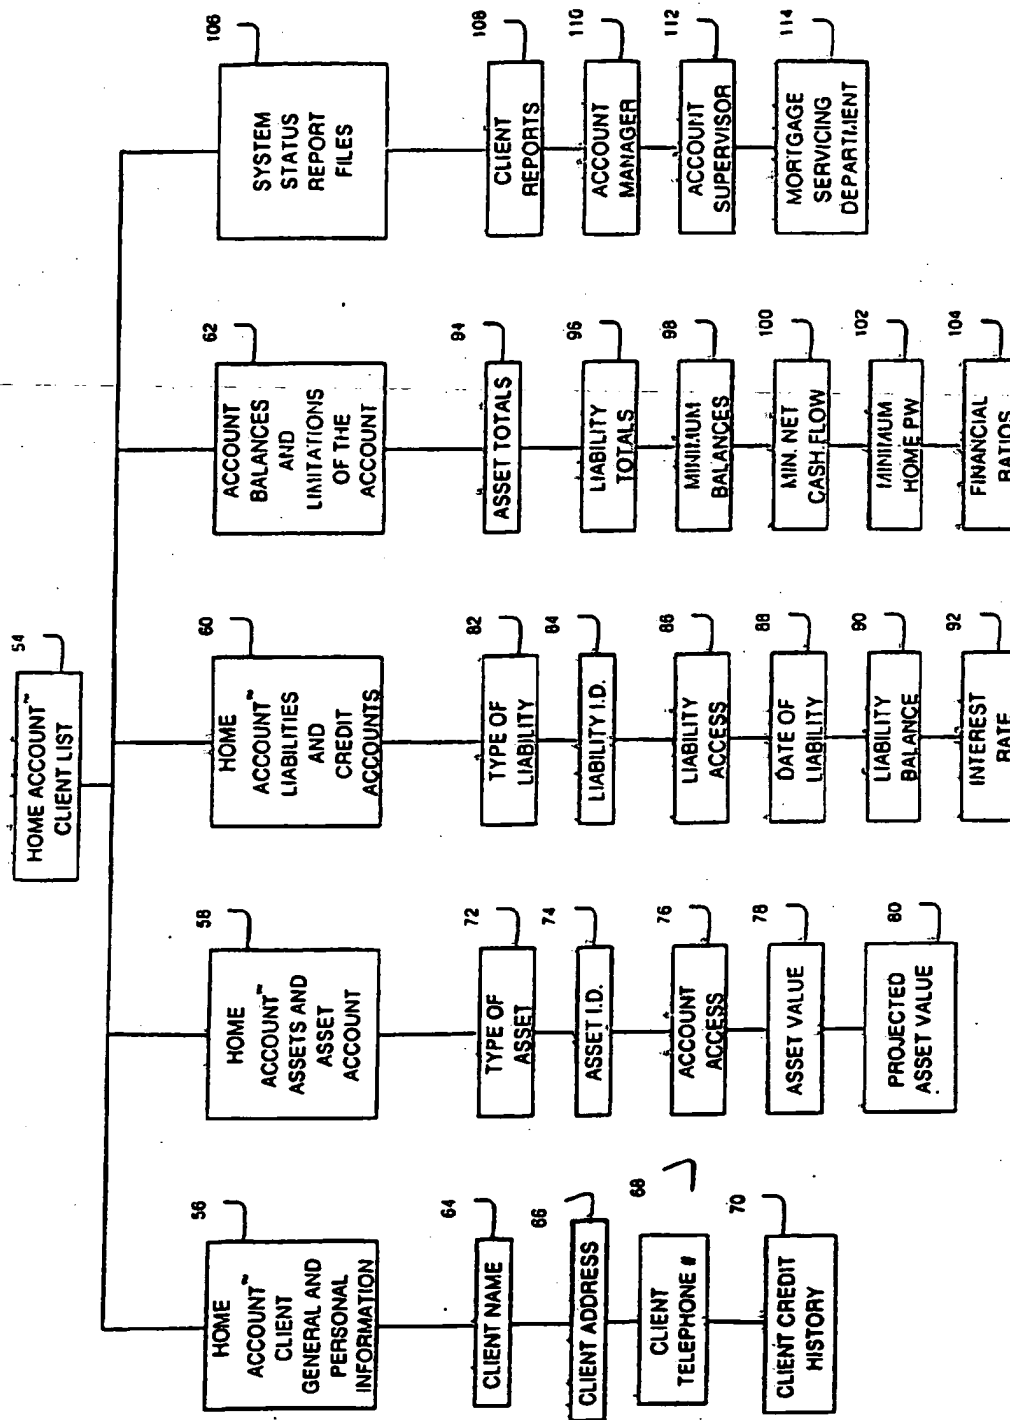 54
HOME ACCOUNT™
CLIENT LIST
56
HOME
ACCOUNT™
CLIENT
GENERAL AND
PERSONAL
INFORMATION
64
CLIENT NAME
66
CLIENT ADDRESS
68
CLIENT
TELEPHONE #
70
CLIENT CREDIT
HISTORY
58
HOME
ACCOUNT™
ASSETS AND
ASSET
ACCOUNT
72
TYPE OF
ASSET
74
ASSET I.D.
76
ACCOUNT
ACCESS
78
ASSET VALUE
80
PROJECTED
ASSET VALUE
60
HOME
ACCOUNT™
LIABILITIES
AND
CREDIT
ACCOUNTS
82
TYPE OF
LIABILITY
84
LIABILITY I.D.
86
LIABILITY
ACCESS
88
DATE OF
LIABILITY
90
LIABILITY
BALANCE
92
INTEREST
RATE
62
ACCOUNT
BALANCES
AND
LIMITATIONS
OF THE
ACCOUNT
94
ASSET TOTALS
96
LIABILITY
TOTALS
98
MINIMUM
BALANCES
100
MIN. NET
CASH FLOW
102
MINIMUM
HOME PW
104
FINANCIAL
RATIOS
106
SYSTEM
STATUS
REPORT
FILES
108
CLIENT
REPORTS
110
ACCOUNT
MANAGER
112
ACCOUNT
SUPERVISOR
114
MORTGAGE
SERVICING
DEPARTMENT